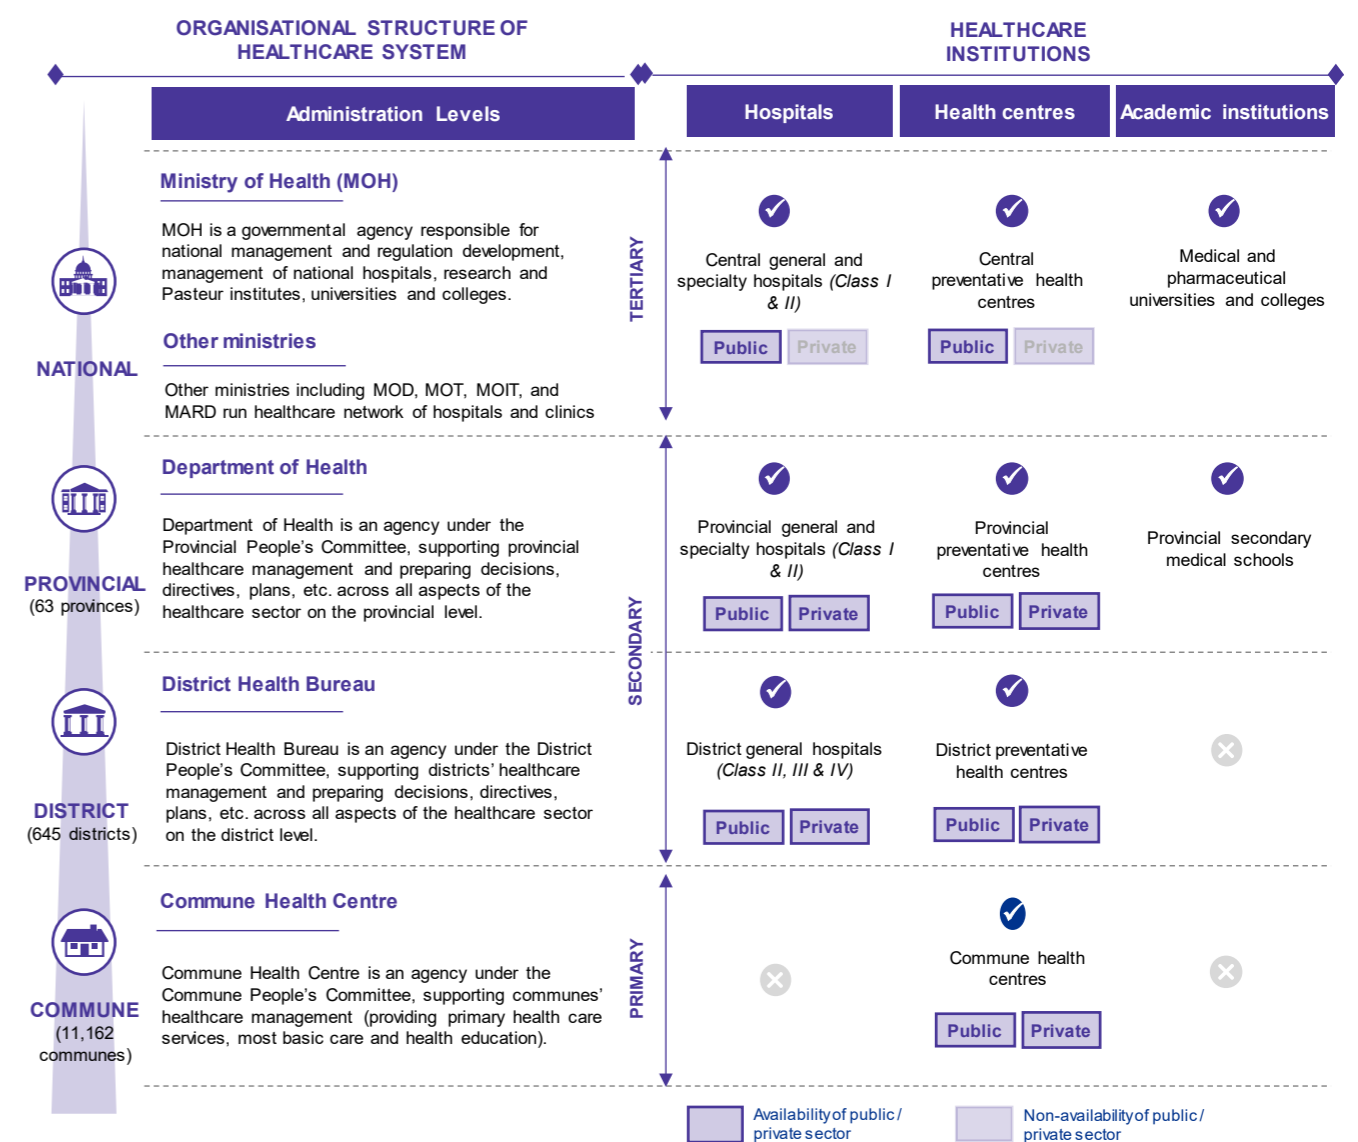 ORGANISATIONAL STRUCTURE OF
HEALTHCARE SYSTEM
HEALTHCARE
INSTITUTIONS
Administration Levels
Hospitals
Health centres
Academic institutions
NATIONAL
Ministry of Health (MOH)
MOH is a governmental agency responsible for
national management and regulation development,
management of national hospitals, research and
Pasteur institutes, universities and colleges.
Other ministries
Other ministries including MOD, MOT, MOIT, and
MARD run healthcare network of hospitals and clinics
TERTIARY
Central general and
specialty hospitals (Class I
& II)
Public
Private
Central
preventative health
centres
Public
Private
Medical and
pharmaceutical
universities and colleges
PROVINCIAL
(63 provinces)
Department of Health
Department of Health is an agency under the
Provincial People's Committee, supporting provincial
healthcare management and preparing decisions,
directives, plans, etc. across all aspects of the
healthcare sector on the provincial level.
SECONDARY
Provincial general and
specialty hospitals (Class I
& II)
Public
Private
Provincial
preventative health
centres
Public
Private
Provincial secondary
medical schools
DISTRICT
(645 districts)
District Health Bureau
District Health Bureau is an agency under the District
People's Committee, supporting districts' healthcare
management and preparing decisions, directives,
plans, etc. across all aspects of the healthcare sector
on the district level.
District general hospitals
(Class II, III & IV)
Public
Private
District preventative
health centres
Public
Private
COMMUNE
(11,162
communes)
Commune Health Centre
Commune Health Centre is an agency under the
Commune People's Committee, supporting communes'
healthcare management (providing primary health care
services, most basic care and health education).
PRIMARY
Commune health
centres
Public
Private
Availability of public /
private sector
Non-availability of public /
private sector